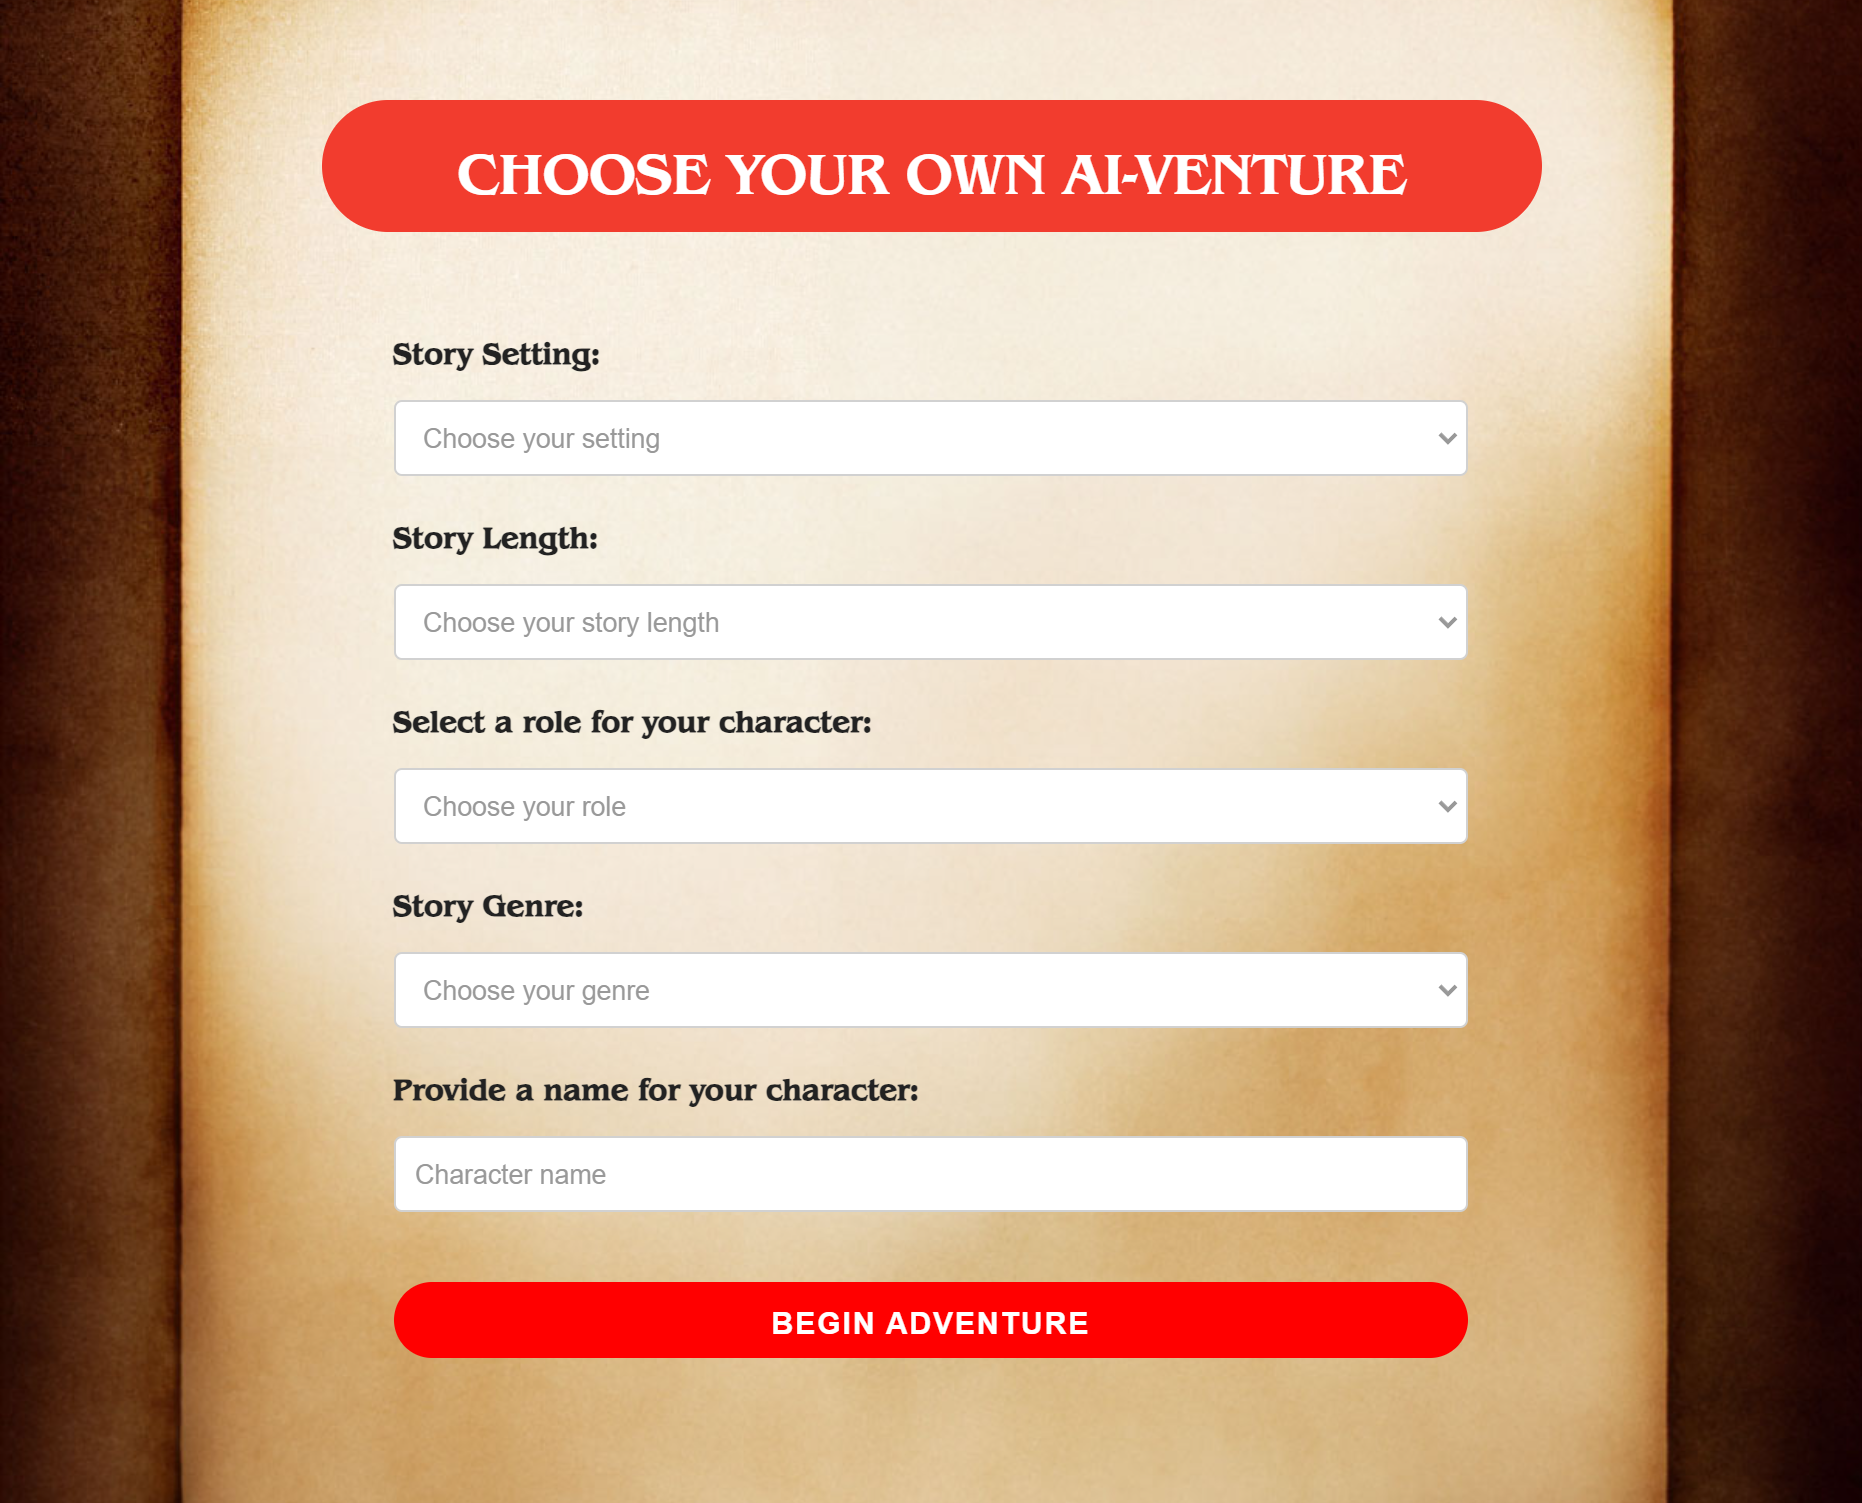 CHOOSE YOUR OWN AI-VENTURE
Story Setting:
Choose your setting
Story Length:
Choose your story length
Select a role for your character:
Choose your role
Story Genre:
Choose your genre
Provide a name for your character:
Character name
BEGIN ADVENTURE